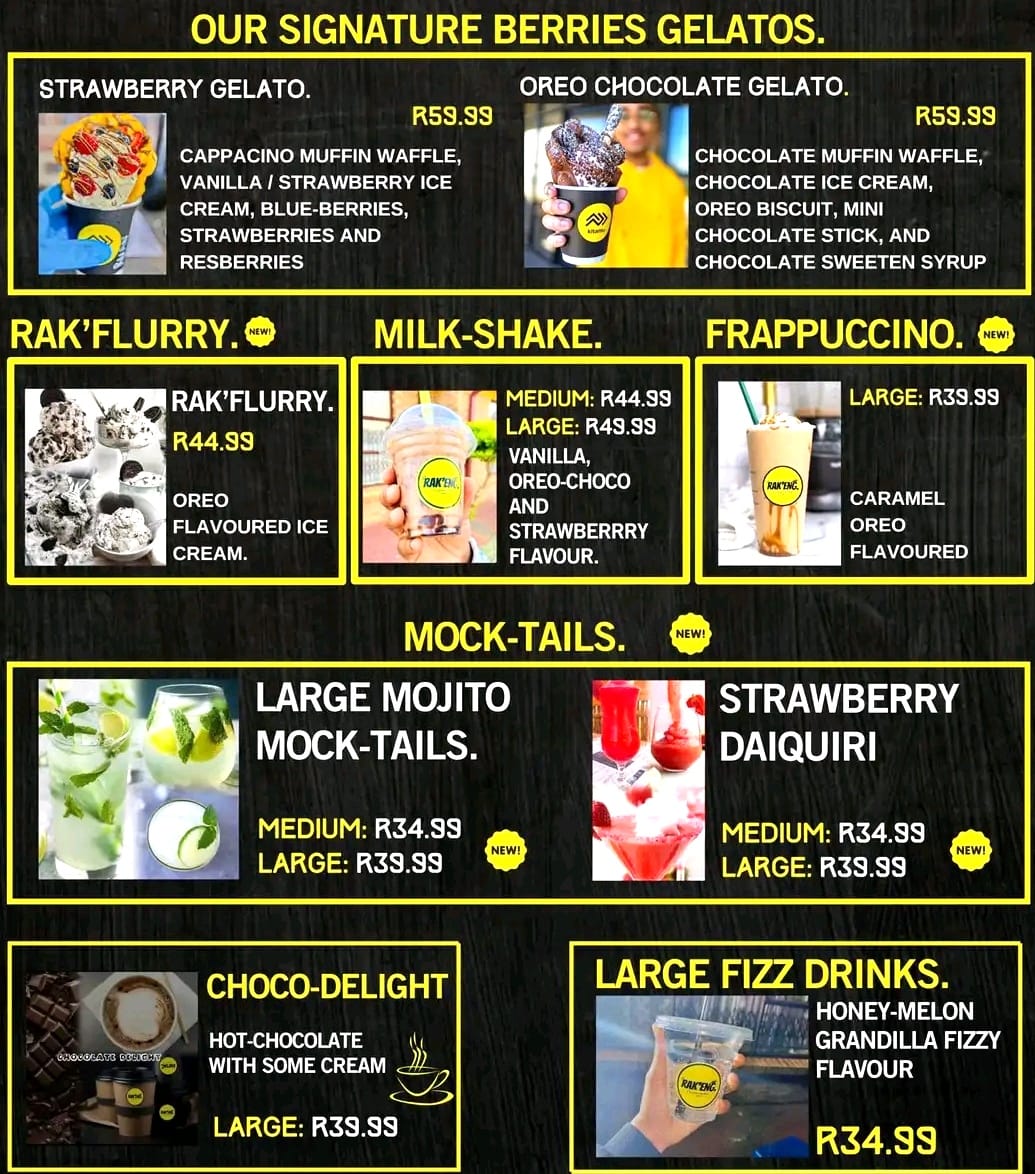 OUR SIGNATURE BERRIES GELATOS.
STRAWBERRY GELATO.
R59.99
CAPPACINO MUFFIN WAFFLE,
VANILLA / STRAWBERRY ICE
CREAM, BLUE-BERRIES,
STRAWBERRIES AND
RESBERRIES
OREO CHOCOLATE GELATO.
R59.99
CHOCOLATE MUFFIN WAFFLE,
CHOCOLATE ICE CREAM,
OREO BISCUIT, MINI
CHOCOLATE STICK, AND
CHOCOLATE SWEETEN SYRUP
RAK'FLURRY. NEW!
RAK'FLURRY.
R44.99
OREO
FLAVOURED ICE
CREAM.
MILK-SHAKE.
MEDIUM: R44.99
LARGE: R49.99
VANILLA,
OREO-CHOCO
AND
STRAWBERRRY
FLAVOUR.
RAK'ENG.
FRAPPUCCINO. NEW!
LARGE: R39.99
RAK'ENG.
CARAMEL
OREO
FLAVOURED
MOCK-TAILS. NEW!
LARGE MOJITO
MOCK-TAILS.
MEDIUM: R34.99
LARGE: R39.99
NEW!
STRAWBERRY
DAIQUIRI
MEDIUM: R34.99
LARGE: R39.99
NEW!
CHOCO-DELIGHT
HOT-CHOCOLATE
WITH SOME CREAM
CHOCOLATE DELIGHT
LARGE: R39.99
LARGE FIZZ DRINKS.
HONEY-MELON
GRANDILLA FIZZY
FLAVOUR
RAK'ENG.
R34.99